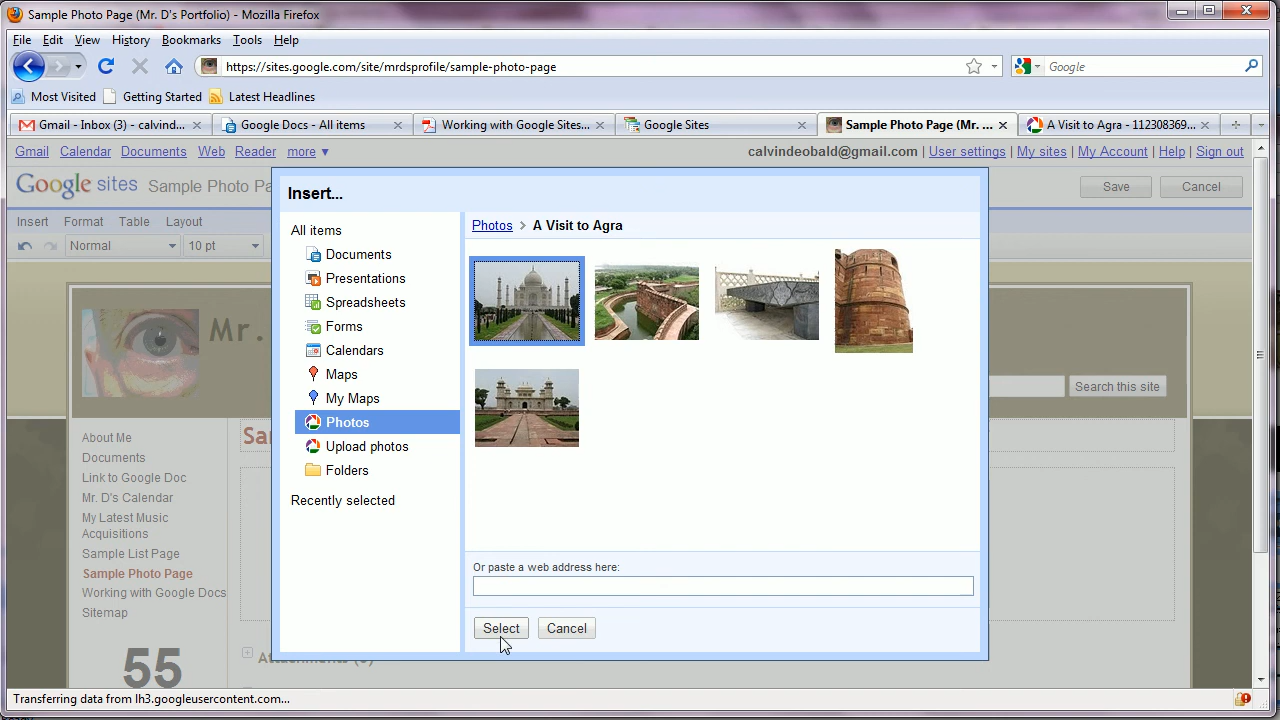 Sample Photo Page (Mr. D's Portfolio) - Mozilla Firefox
File Edit View History Bookmarks Tools Help
https://sites.google.com/site/mrdsprofile/sample-photo-page
Google
Most Visited Getting Started Latest Headlines
Gmail - Inbox (3) - calvind... Google Docs - All items Working with Google Sites... Google Sites Sample Photo Page (Mr. ... A Visit to Agra - 112308369...
Gmail Calendar Documents Web Reader more ▼ calvindeobald@gmail.com | User settings | My sites | My Account | Help | Sign out
Google sites Sample Photo Pa Save Cancel
Insert Format Table Layout
Normal 10 pt
Insert...
All items
Documents
Presentations
Spreadsheets
Forms
Calendars
Maps
My Maps
Photos
Upload photos
Folders
Recently selected
Photos > A Visit to Agra
Or paste a web address here:
Select Cancel
Mr.
Search this site
About Me
Documents
Link to Google Doc
Mr. D's Calendar
My Latest Music
Acquisitions
Sample List Page
Sample Photo Page
Working with Google Docs
Sitemap
55
Sa
Attachments (0)
Transferring data from lh3.googleusercontent.com...